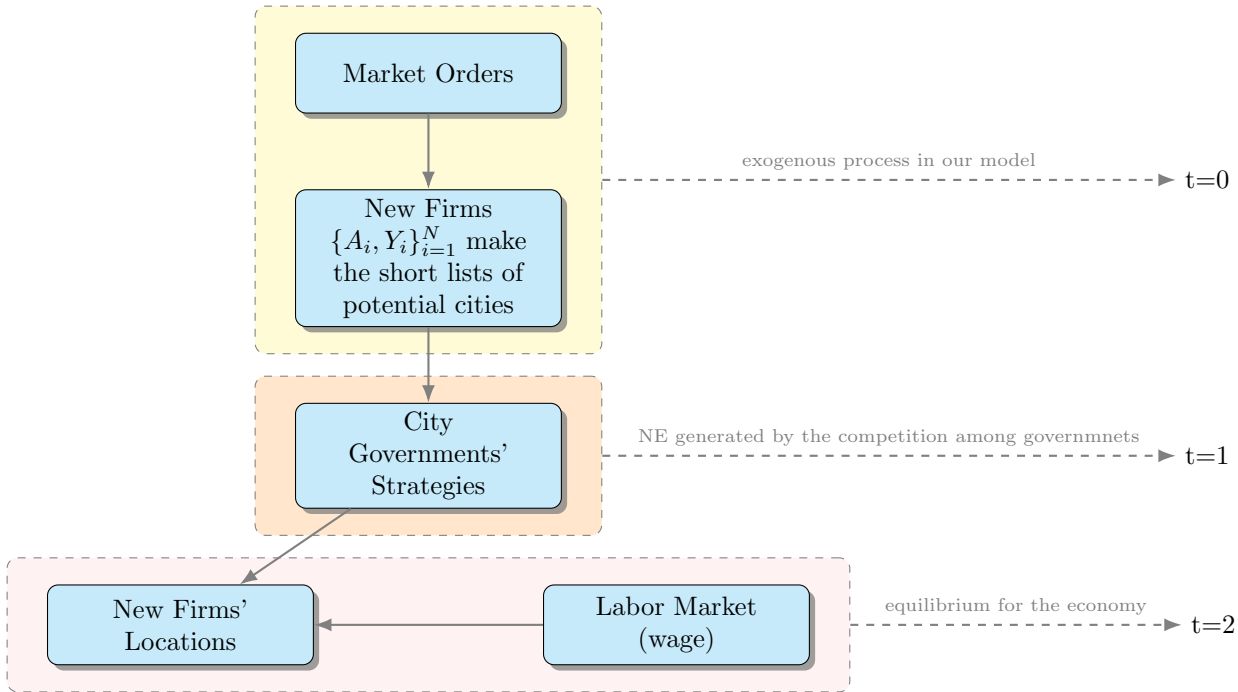 Market Orders
exogenous process in our model
t=0
New Firms
$\{A_i, Y_i\}_{i=1}^N$ make
the short lists of
potential cities
City
Governments'
Strategies
NE generated by the competition among governmnets
t=1
New Firms'
Locations
Labor Market
(wage)
equilibrium for the economy
t=2